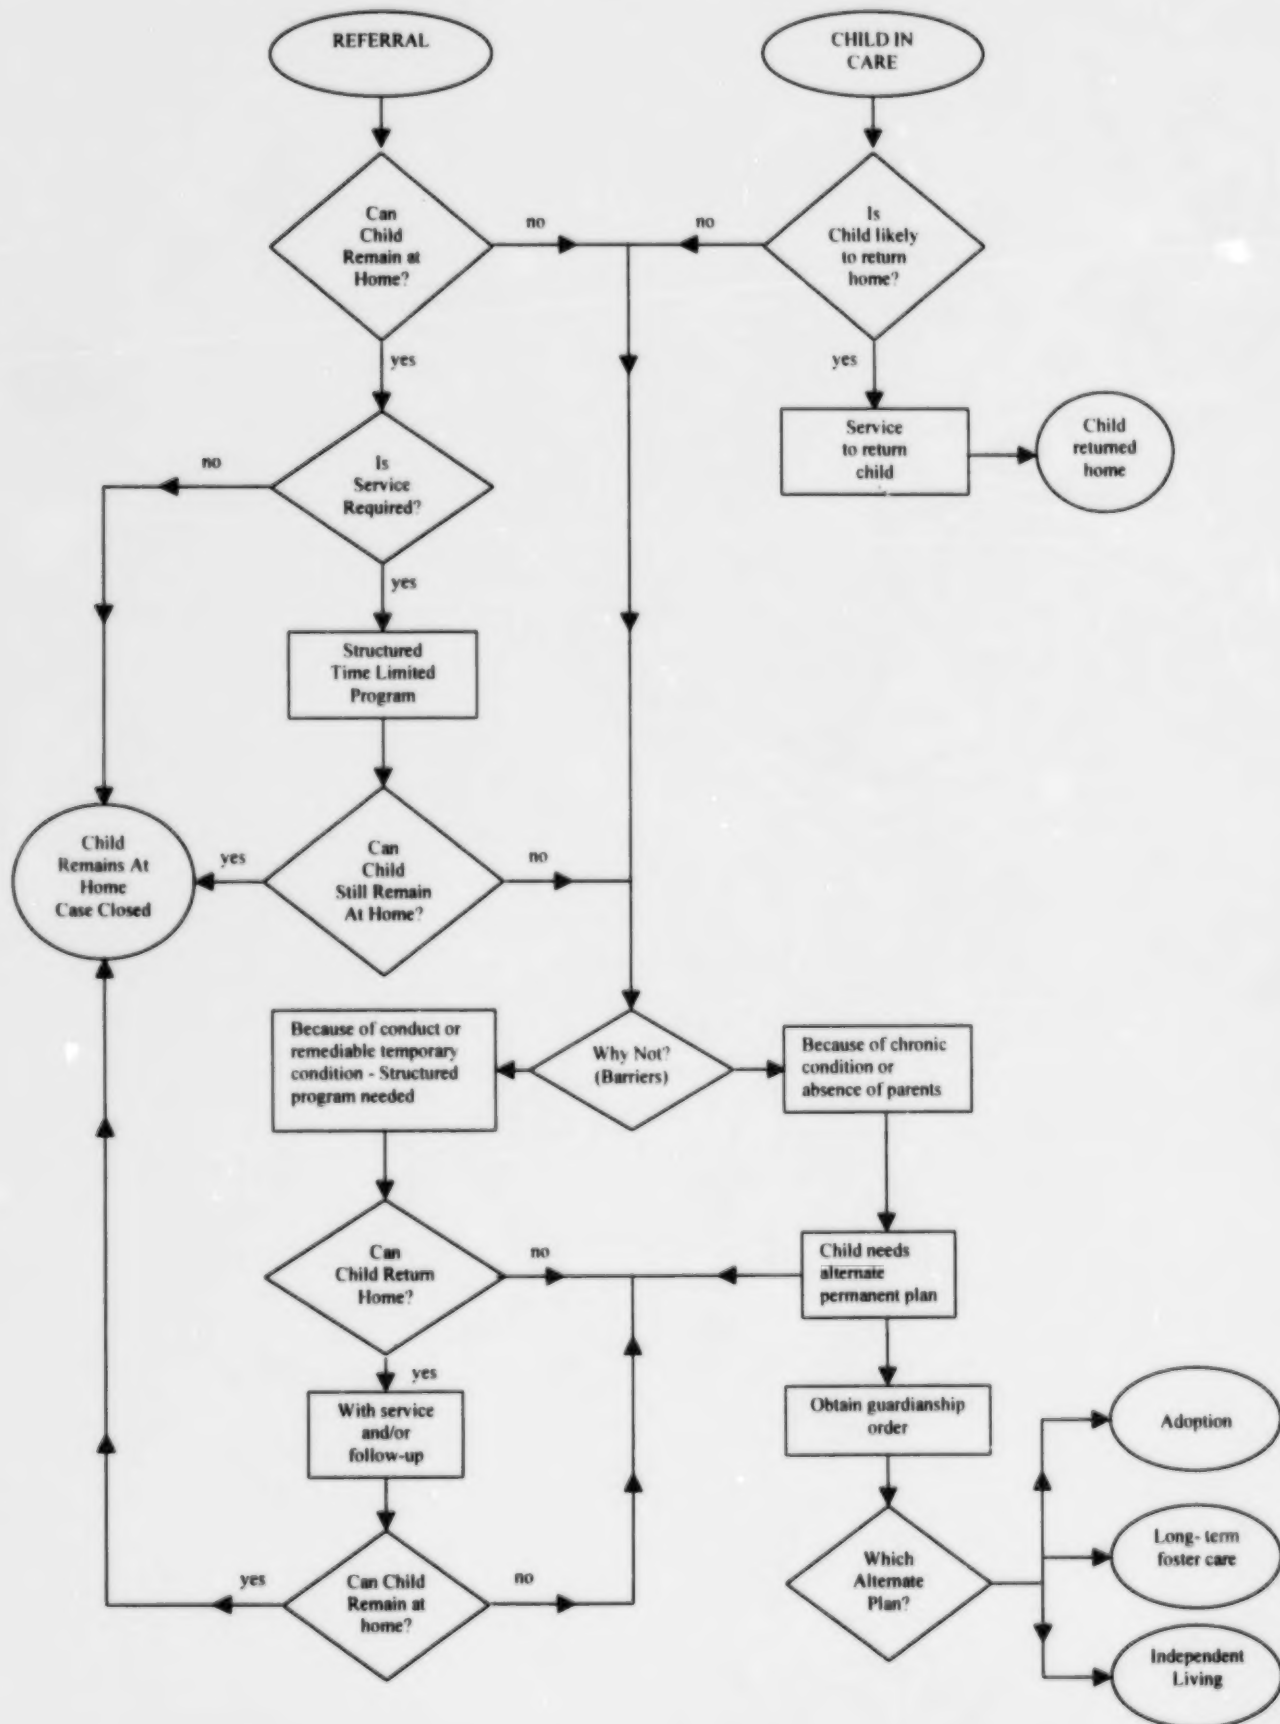 REFERRAL
CHILD IN
CARE
Can
Child
Remain at
Home?
no
no
Is
Child likely
to return
home?
yes
yes
Is
Service
Required?
no
Service
to return
child
Child
returned
home
yes
Structured
Time Limited
Program
Child
Remains At
Home
Case Closed
yes
Can
Child
Still Remain
At Home?
no
Because of conduct or
remediable temporary
condition - Structured
program needed
Why Not?
(Barriers)
Because of chronic
condition or
absence of parents
Can
Child Return
Home?
no
Child needs
alternate
permanent plan
yes
With service
and/or
follow-up
Obtain guardianship
order
Adoption
yes
Can Child
Remain at
home?
no
Which
Alternate
Plan?
Long- term
foster care
Independent
Living